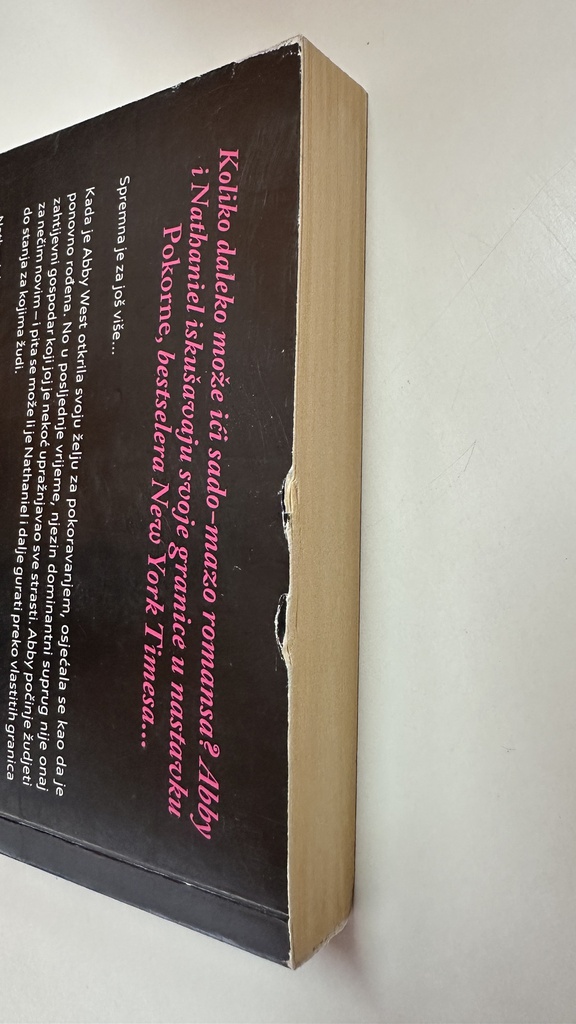 Koliko daleko može ići sado-mazo romansa? Abby
i Nathaniel iskušavaju svoje granice u nastavku
Pokorne, bestselera New York Timesa...
Spremna je za još više...
Kada je Abby West otkrila svoju želju za pokoravanjem, osjećala se kao da je
ponovno rođena. No u posljednje vrijeme, njezin dominantni suprug nije onaj
zahtjevni gospodar koji joj je nekoć upražnjavao sve strasti. Abby počinje žudjeti
za nečim novim – i pita se može li je Nathaniel i dalje gurati preko vlastitih granica
do stanja za kojima žudi.